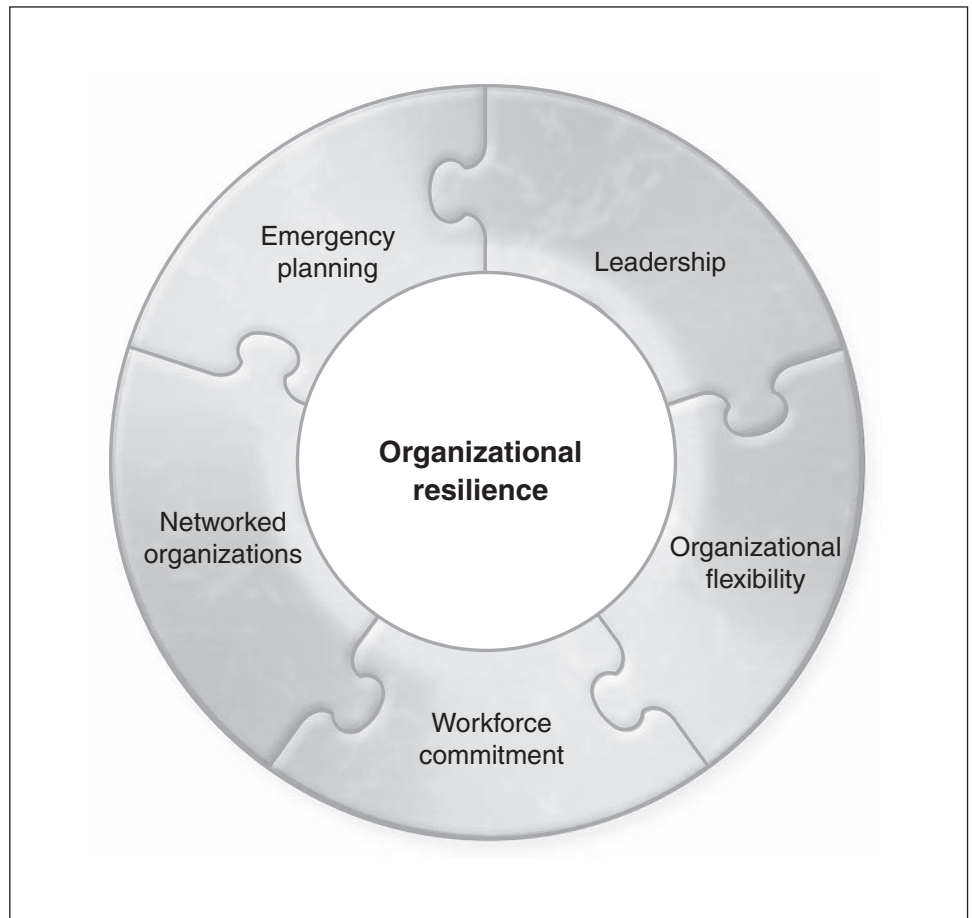 Emergency
planning
Leadership
Organizational
resilience
Networked
organizations
Organizational
flexibility
Workforce
commitment